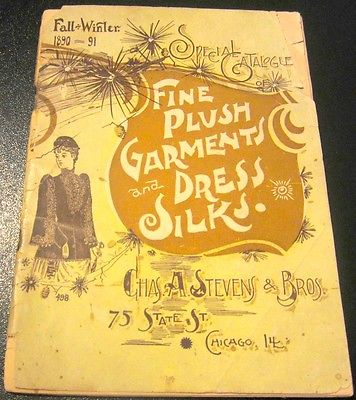 Fall & Winter.
1890 — 91
Special Catalogue
OF
FINE
PLUSH
GARMENTS
and DRESS
SILKS.
CHAS. A. STEVENS & BROS.
75 STATE ST.
CHICAGO, ILL.
498